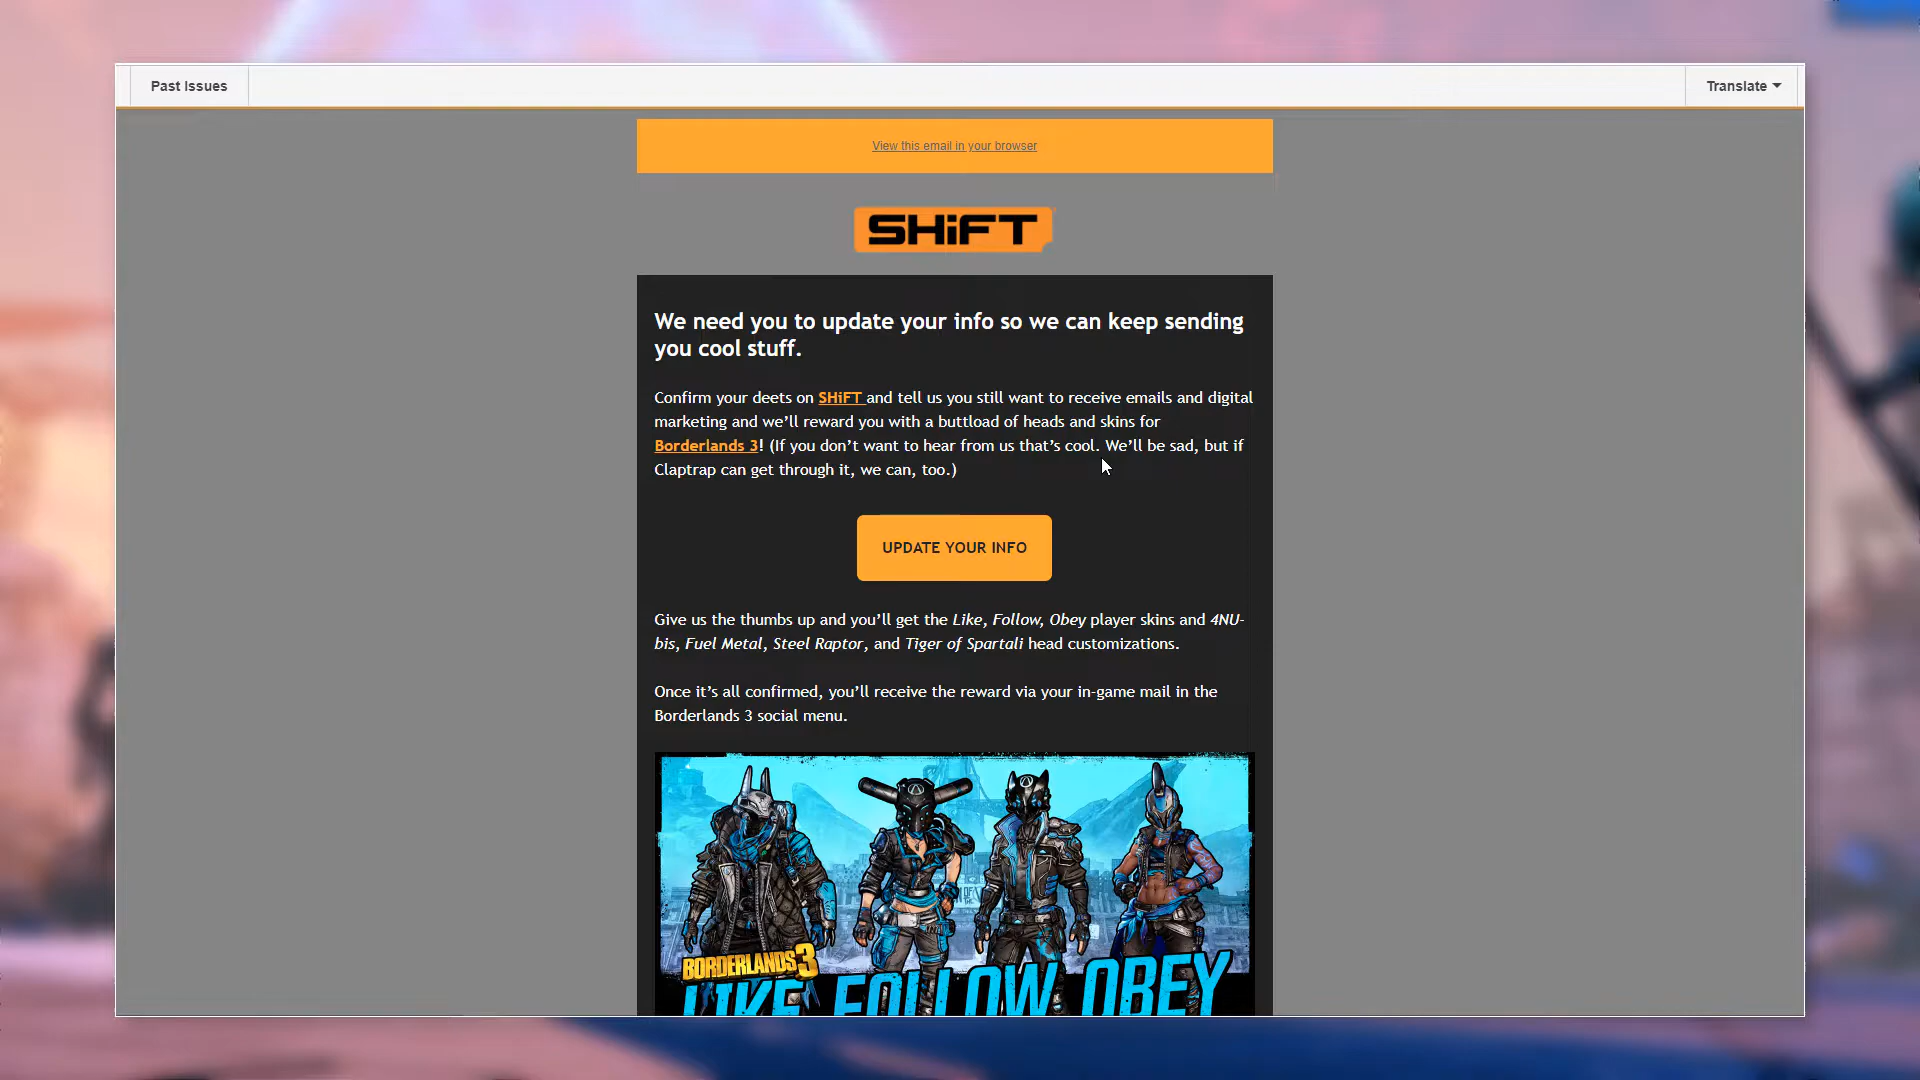 Past Issues
Translate
View this email in your browser
SHiFT
We need you to update your info so we can keep sending
you cool stuff.
Confirm your deets on SHiFT and tell us you still want to receive emails and digital
marketing and we’ll reward you with a buttload of heads and skins for
Borderlands 3! (If you don’t want to hear from us that’s cool. We’ll be sad, but if
Claptrap can get through it, we can, too.)
UPDATE YOUR INFO
Give us the thumbs up and you’ll get the Like, Follow, Obey player skins and 4NU-
bis, Fuel Metal, Steel Raptor, and Tiger of Spartali head customizations.
Once it’s all confirmed, you’ll receive the reward via your in-game mail in the
Borderlands 3 social menu.
BORDERLANDS 3
LIKE FOLLOW OBEY